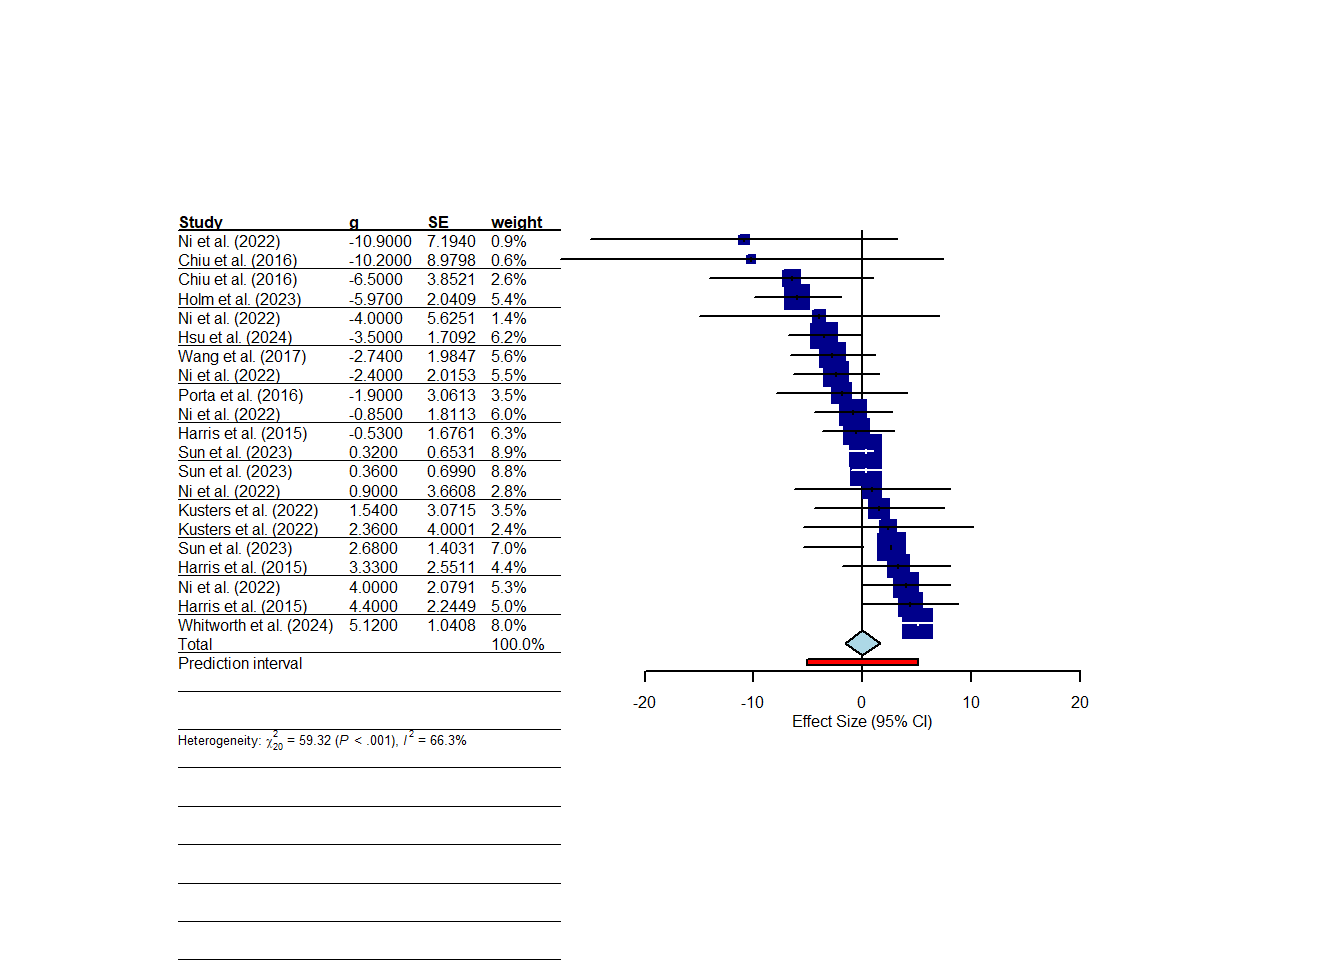 Study g SE weight
Ni et al. (2022) -10.9000 7.1940 0.9%
Chiu et al. (2016) -10.2000 8.9798 0.6%
Chiu et al. (2016) -6.5000 3.8521 2.6%
Holm et al. (2023) -5.9700 2.0409 5.4%
Ni et al. (2022) -4.0000 5.6251 1.4%
Hsu et al. (2024) -3.5000 1.7092 6.2%
Wang et al. (2017) -2.7400 1.9847 5.6%
Ni et al. (2022) -2.4000 2.0153 5.5%
Porta et al. (2016) -1.9000 3.0613 3.5%
Ni et al. (2022) -0.8500 1.8113 6.0%
Harris et al. (2015) -0.5300 1.6761 6.3%
Sun et al. (2023) 0.3200 0.6531 8.9%
Sun et al. (2023) 0.3600 0.6990 8.8%
Ni et al. (2022) 0.9000 3.6608 2.8%
Kusters et al. (2022) 1.5400 3.0715 3.5%
Kusters et al. (2022) 2.3600 4.0001 2.4%
Sun et al. (2023) 2.6800 1.4031 7.0%
Harris et al. (2015) 3.3300 2.5511 4.4%
Ni et al. (2022) 4.0000 2.0791 5.3%
Harris et al. (2015) 4.4000 2.2449 5.0%
Whitworth et al. (2024) 5.1200 1.0408 8.0%
Total 100.0%
Prediction interval
-20 -10 0 10 20
Effect Size (95% CI)
Heterogeneity: χ²₂₀ = 59.32 (P < .001), I² = 66.3%